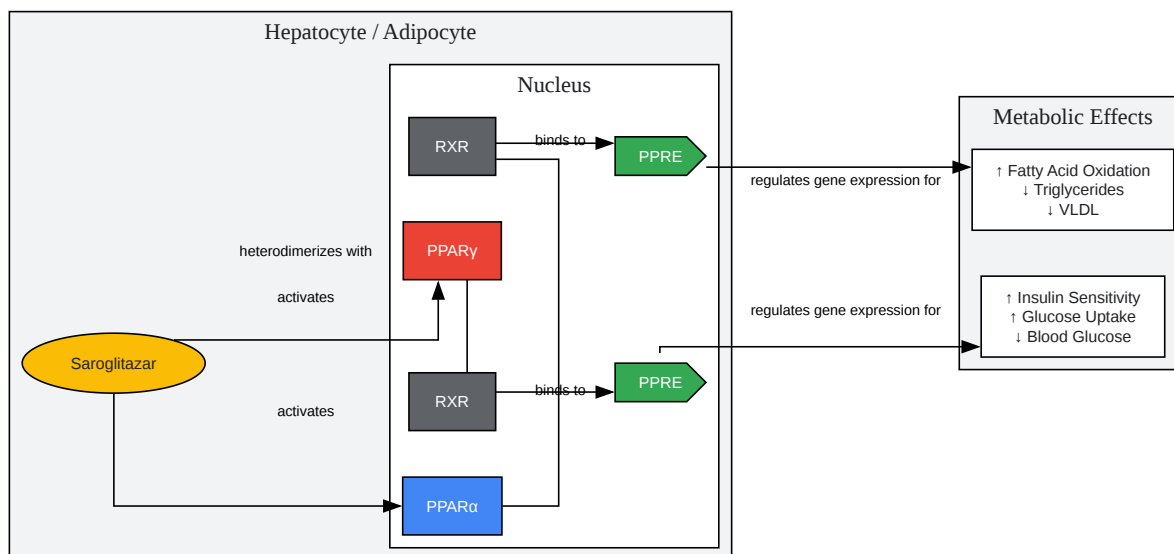 Hepatocyte / Adipocyte
Nucleus
RXR
binds to
PPRE
Metabolic Effects
↑ Fatty Acid Oxidation
↓ Triglycerides
↓ VLDL
regulates gene expression for
heterodimerizes with
PPARγ
activates
regulates gene expression for
↑ Insulin Sensitivity
↑ Glucose Uptake
↓ Blood Glucose
Saroglitazar
activates
RXR
binds to
PPRE
PPARα